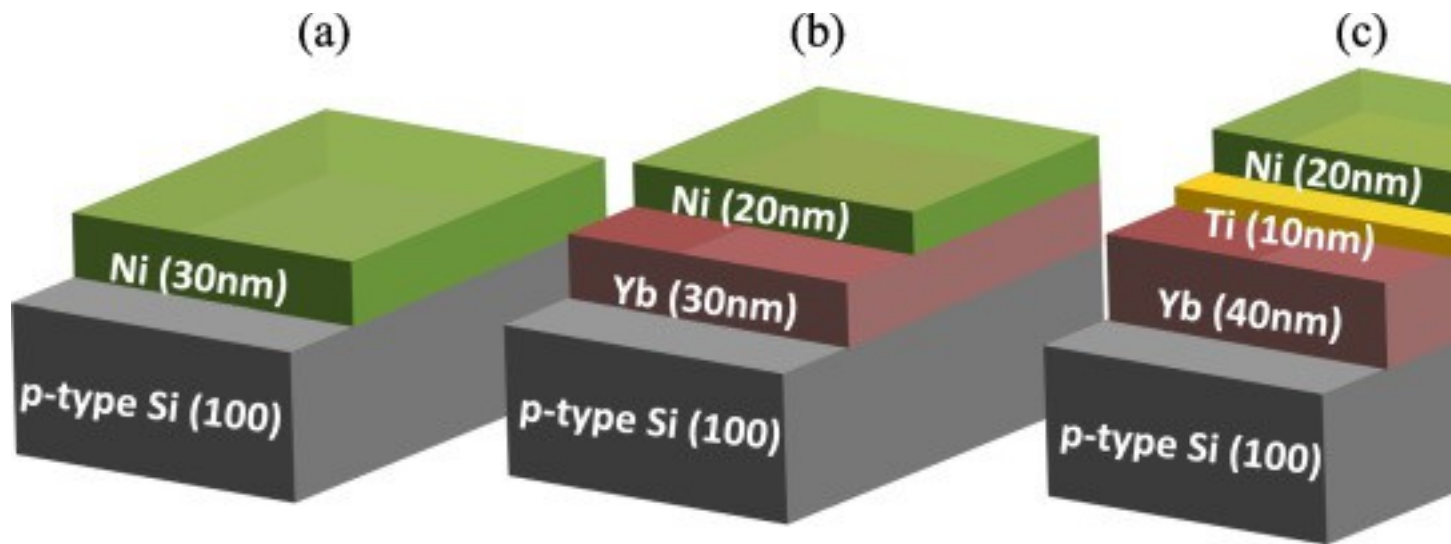 (a)
Ni (30nm)
p-type Si (100)
(b)
Ni (20nm)
Yb (30nm)
p-type Si (100)
(c)
Ni (20nm)
Ti (10nm)
Yb (40nm)
p-type Si (100)